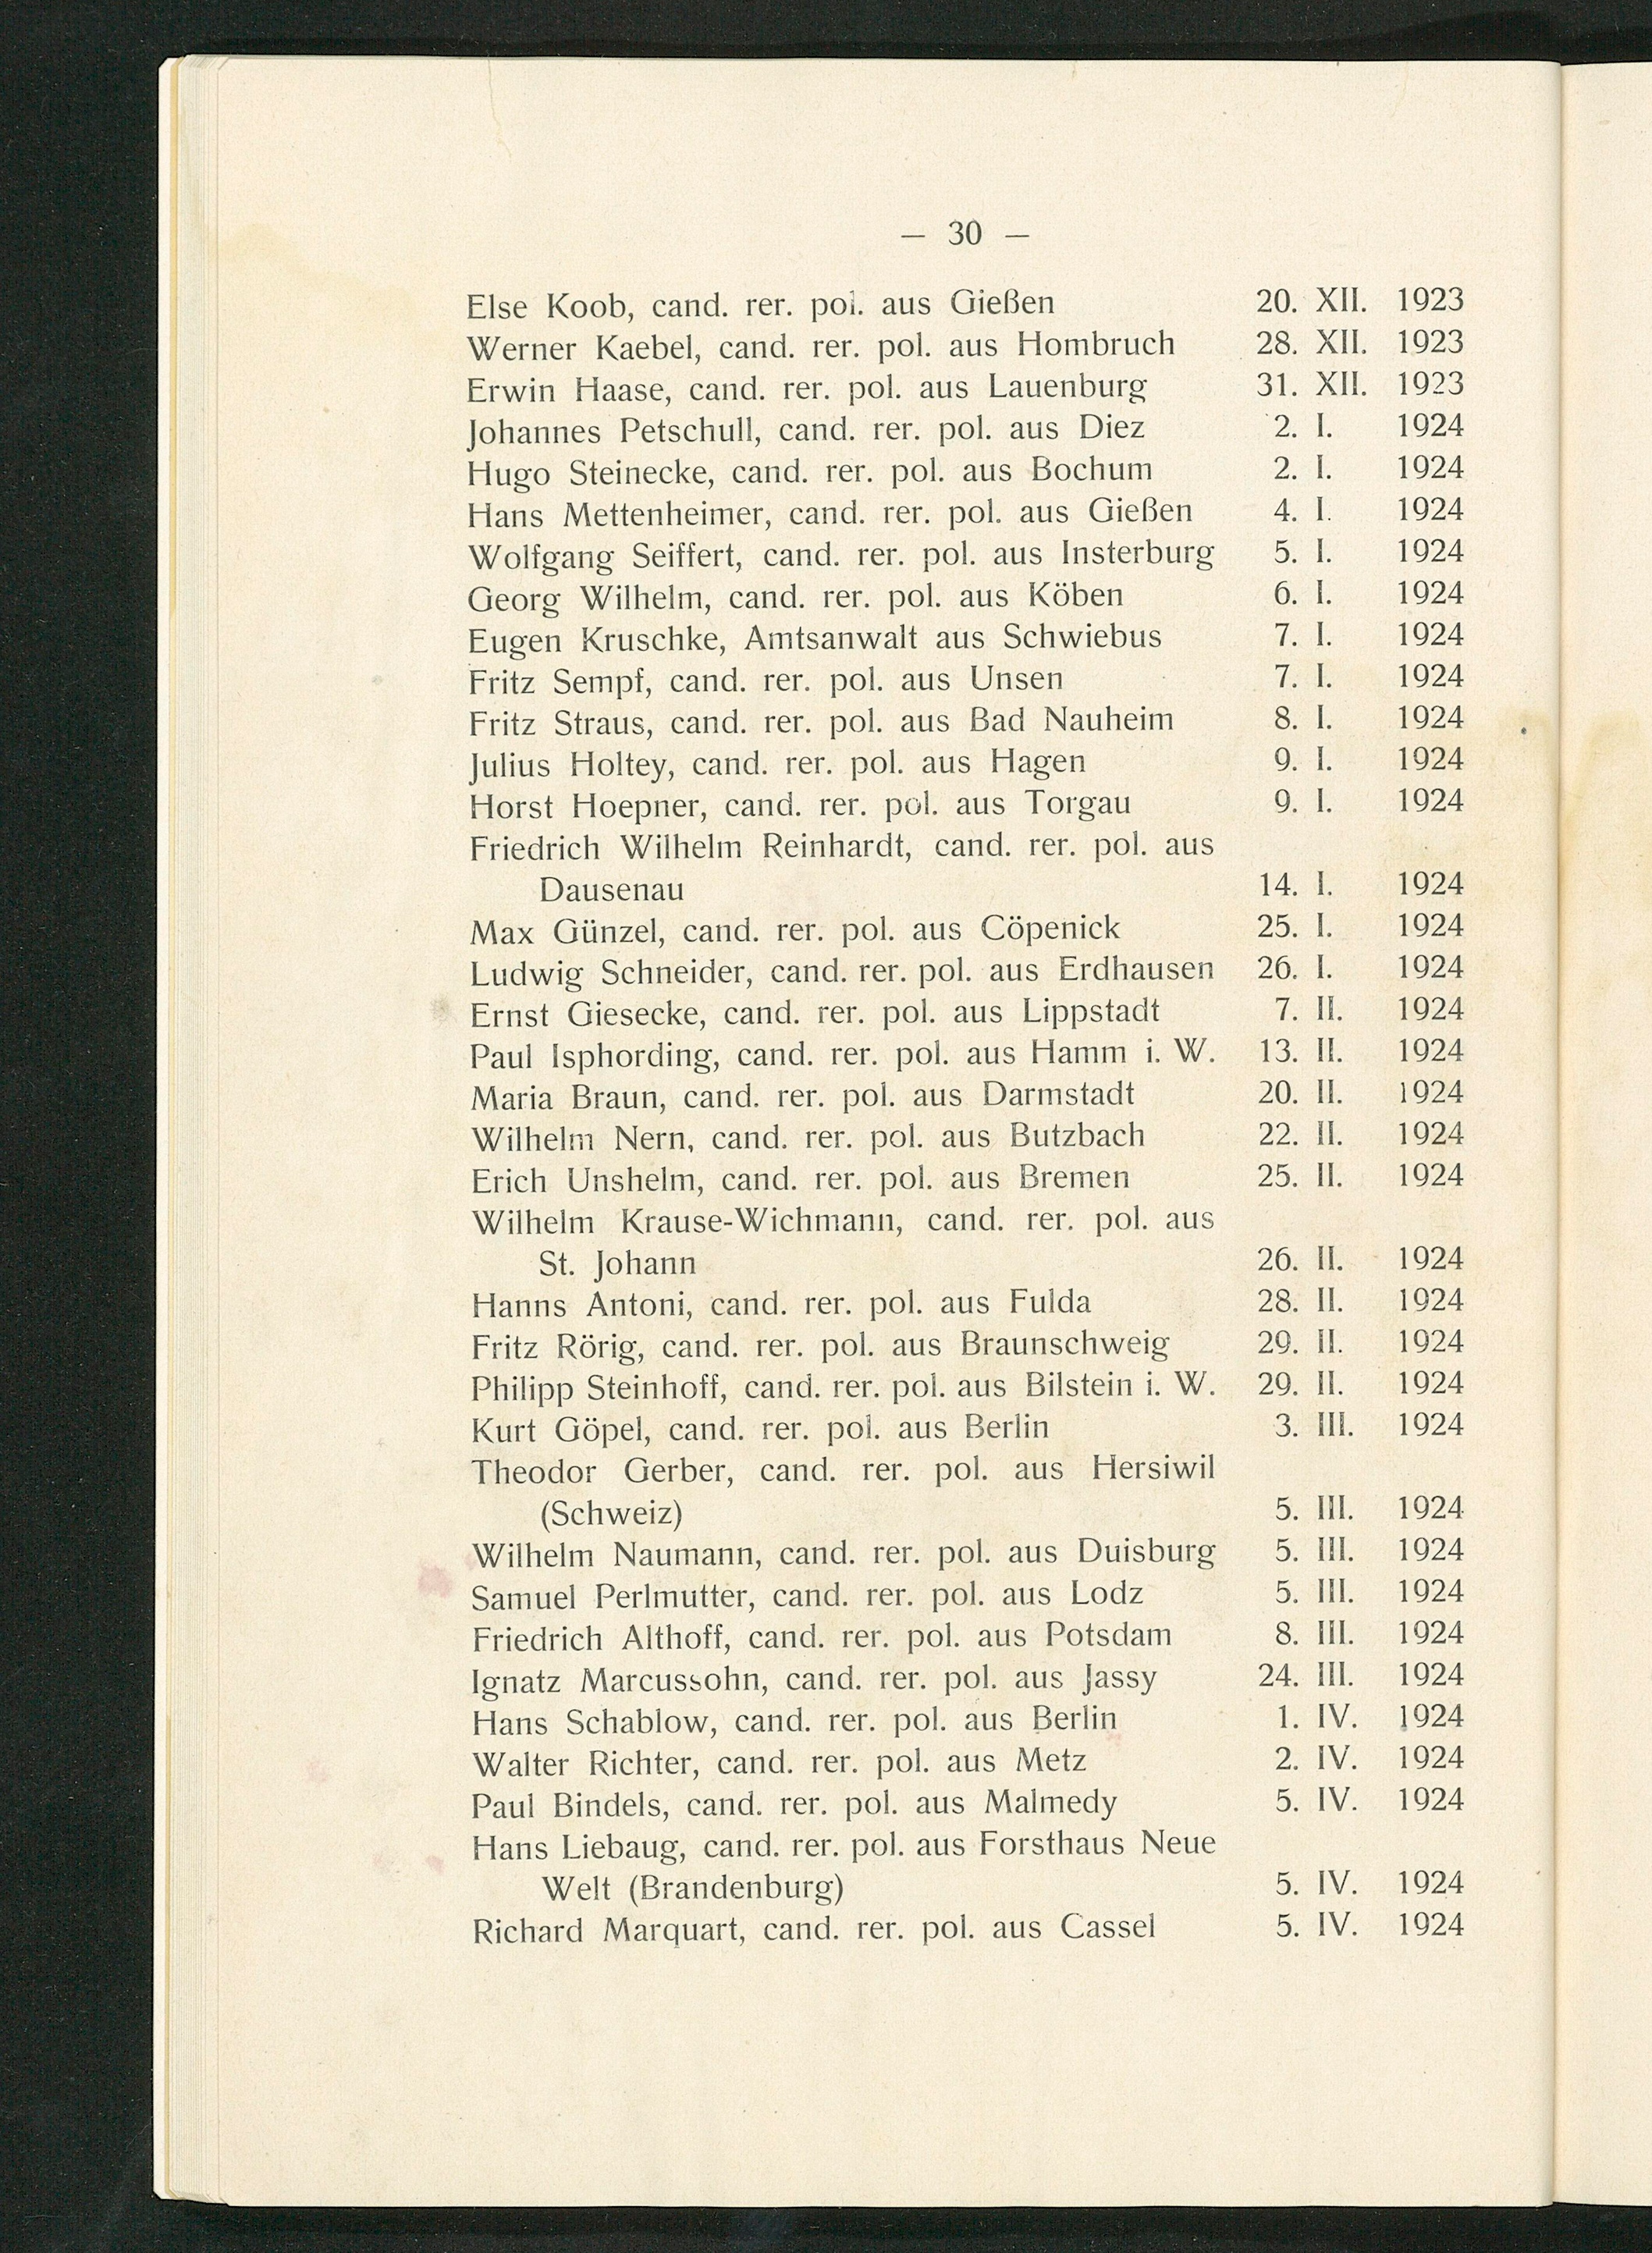 — 30 —
Else Koob, cand. rer. pol. aus Gießen 20. XII. 1923
Werner Kaebel, cand. rer. pol. aus Hombruch 28. XII. 1923
Erwin Haase, cand. rer. pol. aus Lauenburg 31. XII. 1923
Johannes Petschull, cand. rer. pol. aus Diez 2. I. 1924
Hugo Steinecke, cand. rer. pol. aus Bochum 2. I. 1924
Hans Mettenheimer, cand. rer. pol. aus Gießen 4. I. 1924
Wolfgang Seiffert, cand. rer. pol. aus Insterburg 5. I. 1924
Georg Wilhelm, cand. rer. pol. aus Köben 6. I. 1924
Eugen Kruschke, Amtsanwalt aus Schwiebus 7. I. 1924
Fritz Sempf, cand. rer. pol. aus Unsen 7. I. 1924
Fritz Straus, cand. rer. pol. aus Bad Nauheim 8. I. 1924
Julius Holtey, cand. rer. pol. aus Hagen 9. I. 1924
Horst Hoepner, cand. rer. pol. aus Torgau 9. I. 1924
Friedrich Wilhelm Reinhardt, cand. rer. pol. aus
Dausenau 14. I. 1924
Max Günzel, cand. rer. pol. aus Cöpenick 25. I. 1924
Ludwig Schneider, cand. rer. pol. aus Erdhausen 26. I. 1924
Ernst Giesecke, cand. rer. pol. aus Lippstadt 7. II. 1924
Paul Isphording, cand. rer. pol. aus Hamm i. W. 13. II. 1924
Maria Braun, cand. rer. pol. aus Darmstadt 20. II. 1924
Wilhelm Nern, cand. rer. pol. aus Butzbach 22. II. 1924
Erich Unshelm, cand. rer. pol. aus Bremen 25. II. 1924
Wilhelm Krause-Wichmann, cand. rer. pol. aus
St. Johann 26. II. 1924
Hanns Antoni, cand. rer. pol. aus Fulda 28. II. 1924
Fritz Rörig, cand. rer. pol. aus Braunschweig 29. II. 1924
Philipp Steinhoff, cand. rer. pol. aus Bilstein i. W. 29. II. 1924
Kurt Göpel, cand. rer. pol. aus Berlin 3. III. 1924
Theodor Gerber, cand. rer. pol. aus Hersiwil
(Schweiz) 5. III. 1924
Wilhelm Naumann, cand. rer. pol. aus Duisburg 5. III. 1924
Samuel Perlmutter, cand. rer. pol. aus Lodz 5. III. 1924
Friedrich Althoff, cand. rer. pol. aus Potsdam 8. III. 1924
Ignatz Marcussohn, cand. rer. pol. aus Jassy 24. III. 1924
Hans Schablow, cand. rer. pol. aus Berlin 1. IV. 1924
Walter Richter, cand. rer. pol. aus Metz 2. IV. 1924
Paul Bindels, cand. rer. pol. aus Malmedy 5. IV. 1924
Hans Liebaug, cand. rer. pol. aus Forsthaus Neue
Welt (Brandenburg) 5. IV. 1924
Richard Marquart, cand. rer. pol. aus Cassel 5. IV. 1924